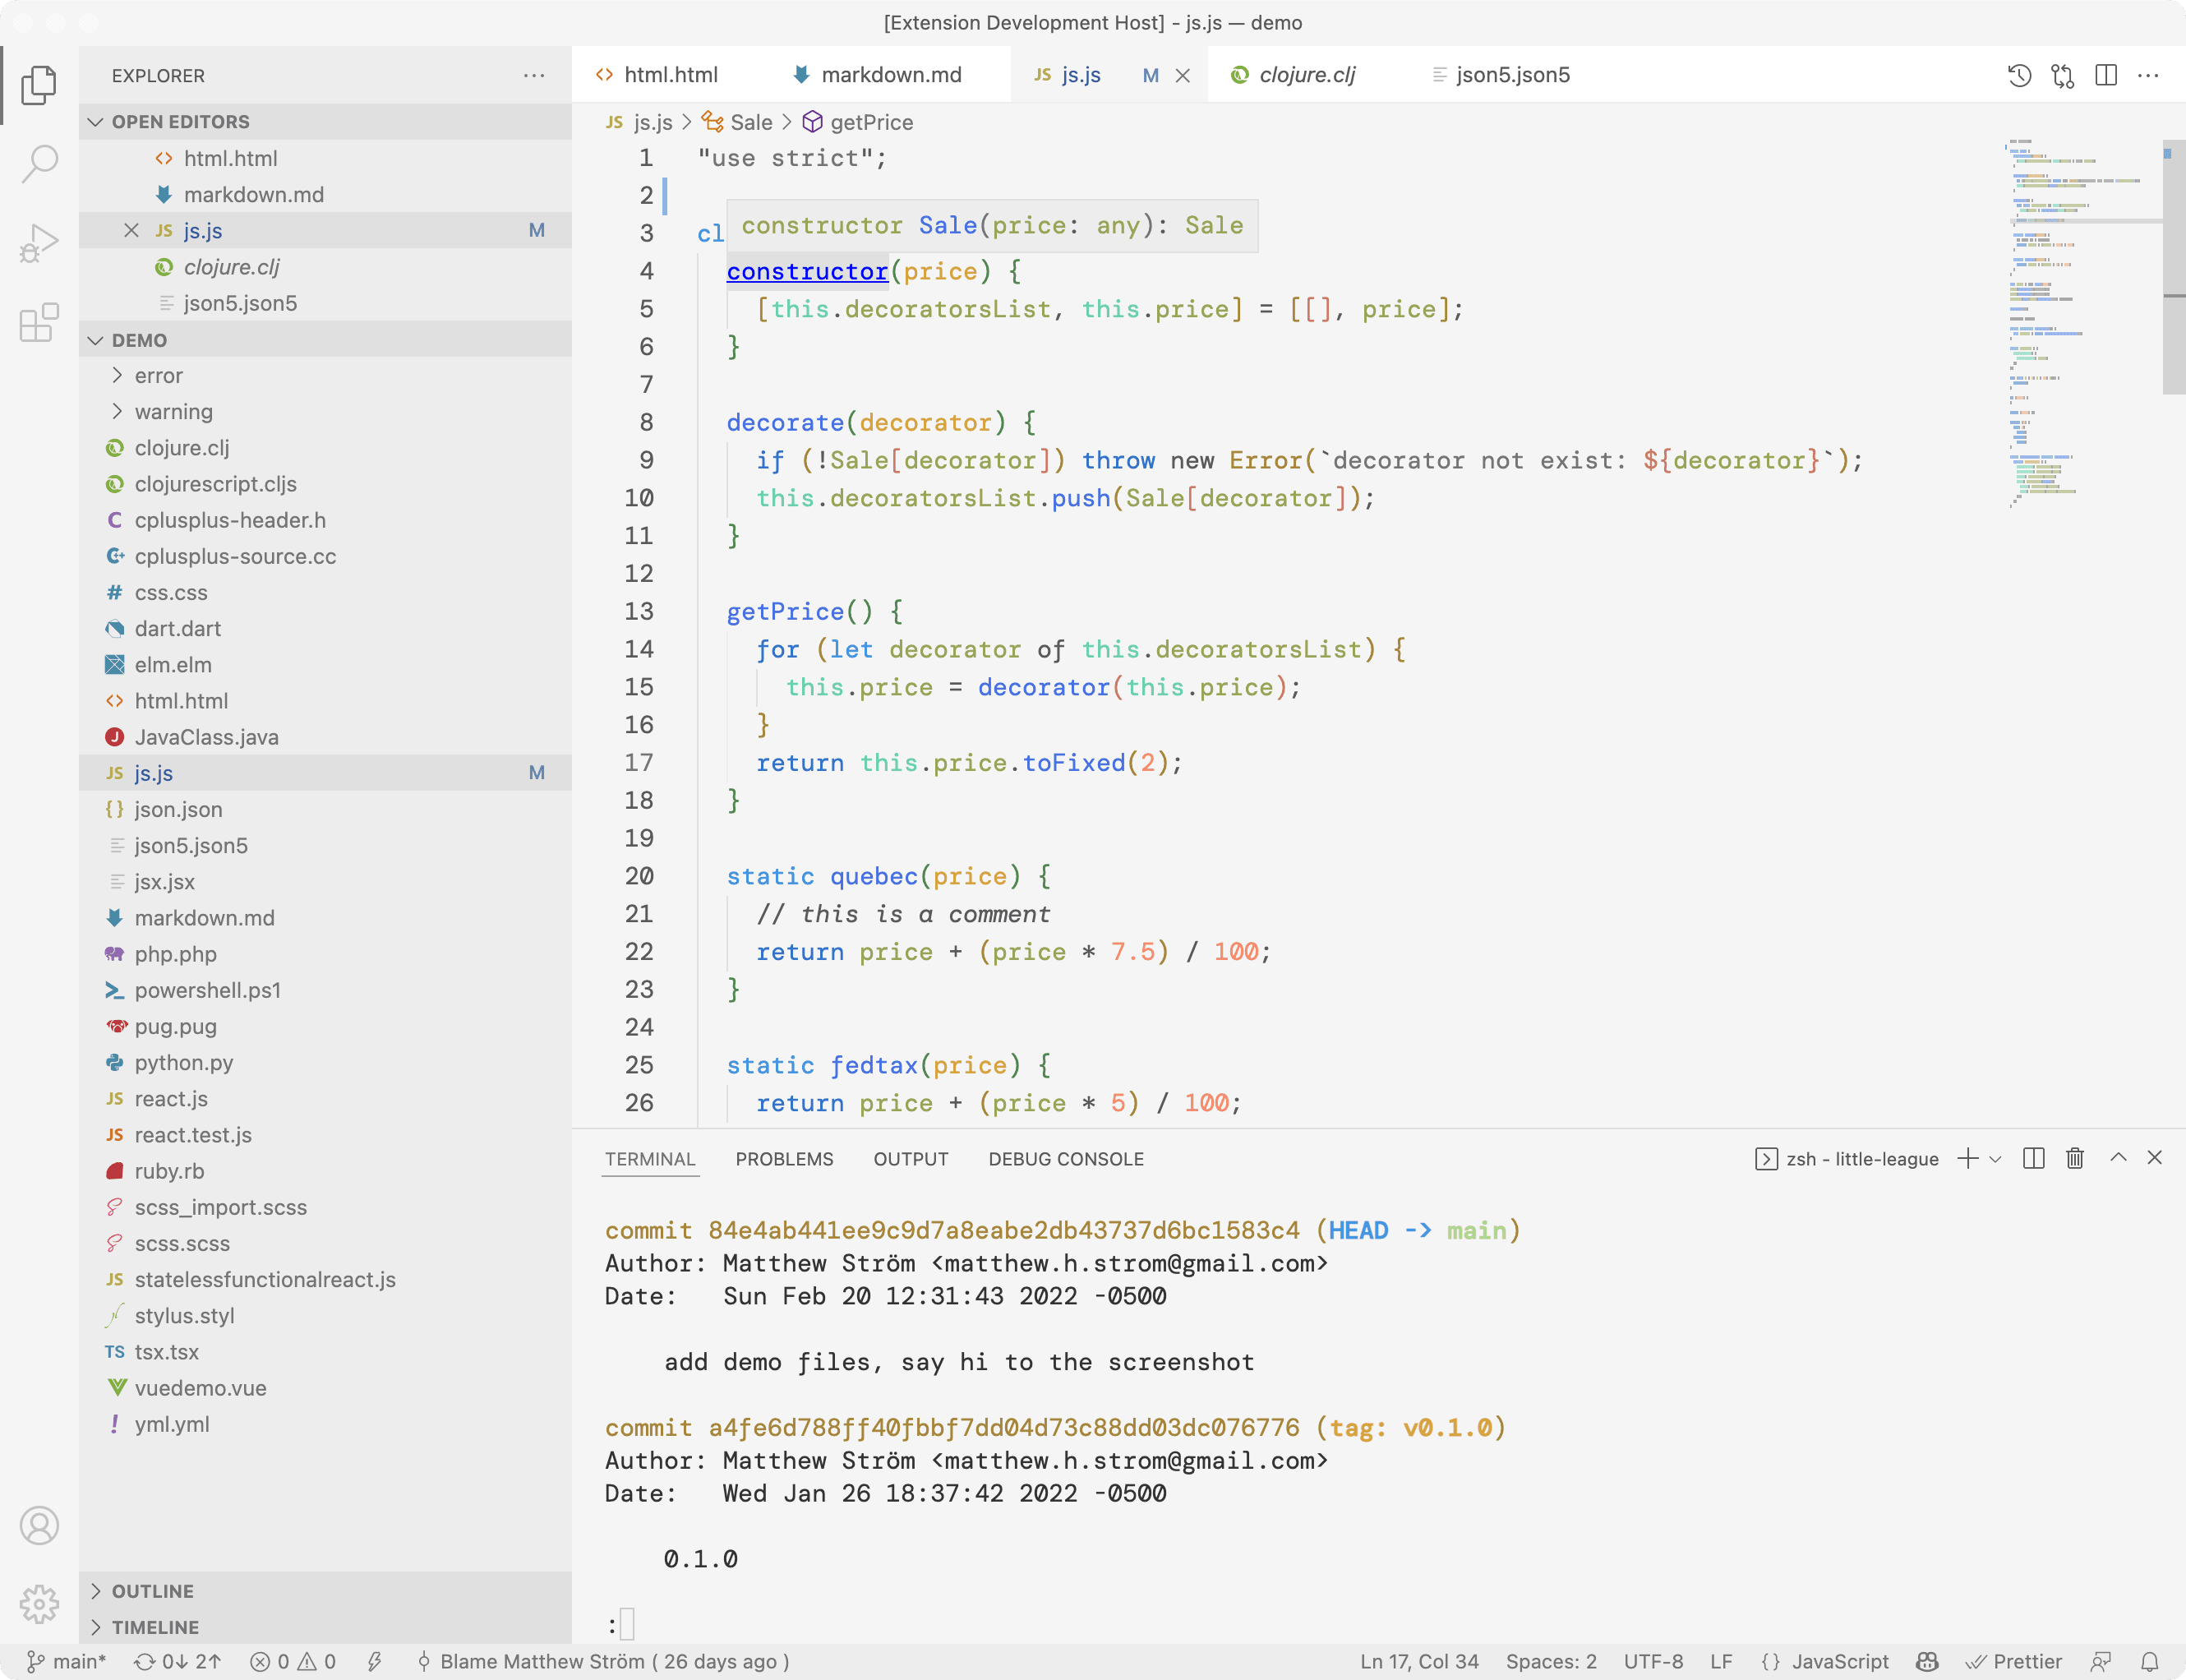 [Extension Development Host] - js.js — demo
EXPLORER
OPEN EDITORS
html.html
markdown.md
JS js.js M
clojure.clj
json5.json5
DEMO
error
warning
clojure.clj
clojurescript.cljs
C cplusplus-header.h
cplusplus-source.cc
# css.css
dart.dart
elm.elm
<> html.html
J JavaClass.java
JS js.js M
{} json.json
json5.json5
jsx.jsx
markdown.md
php.php
powershell.ps1
pug.pug
python.py
JS react.js
JS react.test.js
ruby.rb
scss_import.scss
scss.scss
JS statelessfunctionalreact.js
stylus.styl
TS tsx.tsx
vuedemo.vue
! yml.yml
OUTLINE
TIMELINE
<> html.html markdown.md JS js.js M clojure.clj json5.json5
JS js.js > Sale > getPrice
1 "use strict";
2
constructor Sale(price: any): Sale
3 cl
4 constructor(price) {
5 [this.decoratorsList, this.price] = [[], price];
6 }
7
8 decorate(decorator) {
9 if (!Sale[decorator]) throw new Error(`decorator not exist: ${decorator}`);
10 this.decoratorsList.push(Sale[decorator]);
11 }
12
13 getPrice() {
14 for (let decorator of this.decoratorsList) {
15 this.price = decorator(this.price);
16 }
17 return this.price.toFixed(2);
18 }
19
20 static quebec(price) {
21 // this is a comment
22 return price + (price * 7.5) / 100;
23 }
24
25 static fedtax(price) {
26 return price + (price * 5) / 100;
TERMINAL PROBLEMS OUTPUT DEBUG CONSOLE zsh - little-league
commit 84e4ab441ee9c9d7a8eabe2db43737d6bc1583c4 (HEAD -> main)
Author: Matthew Ström <matthew.h.strom@gmail.com>
Date: Sun Feb 20 12:31:43 2022 -0500
add demo files, say hi to the screenshot
commit a4fe6d788ff40fbbf7dd04d73c88dd03dc076776 (tag: v0.1.0)
Author: Matthew Ström <matthew.h.strom@gmail.com>
Date: Wed Jan 26 18:37:42 2022 -0500
0.1.0
:
main* 0↓ 2↑ 0 0 Blame Matthew Ström ( 26 days ago ) Ln 17, Col 34 Spaces: 2 UTF-8 LF {} JavaScript Prettier